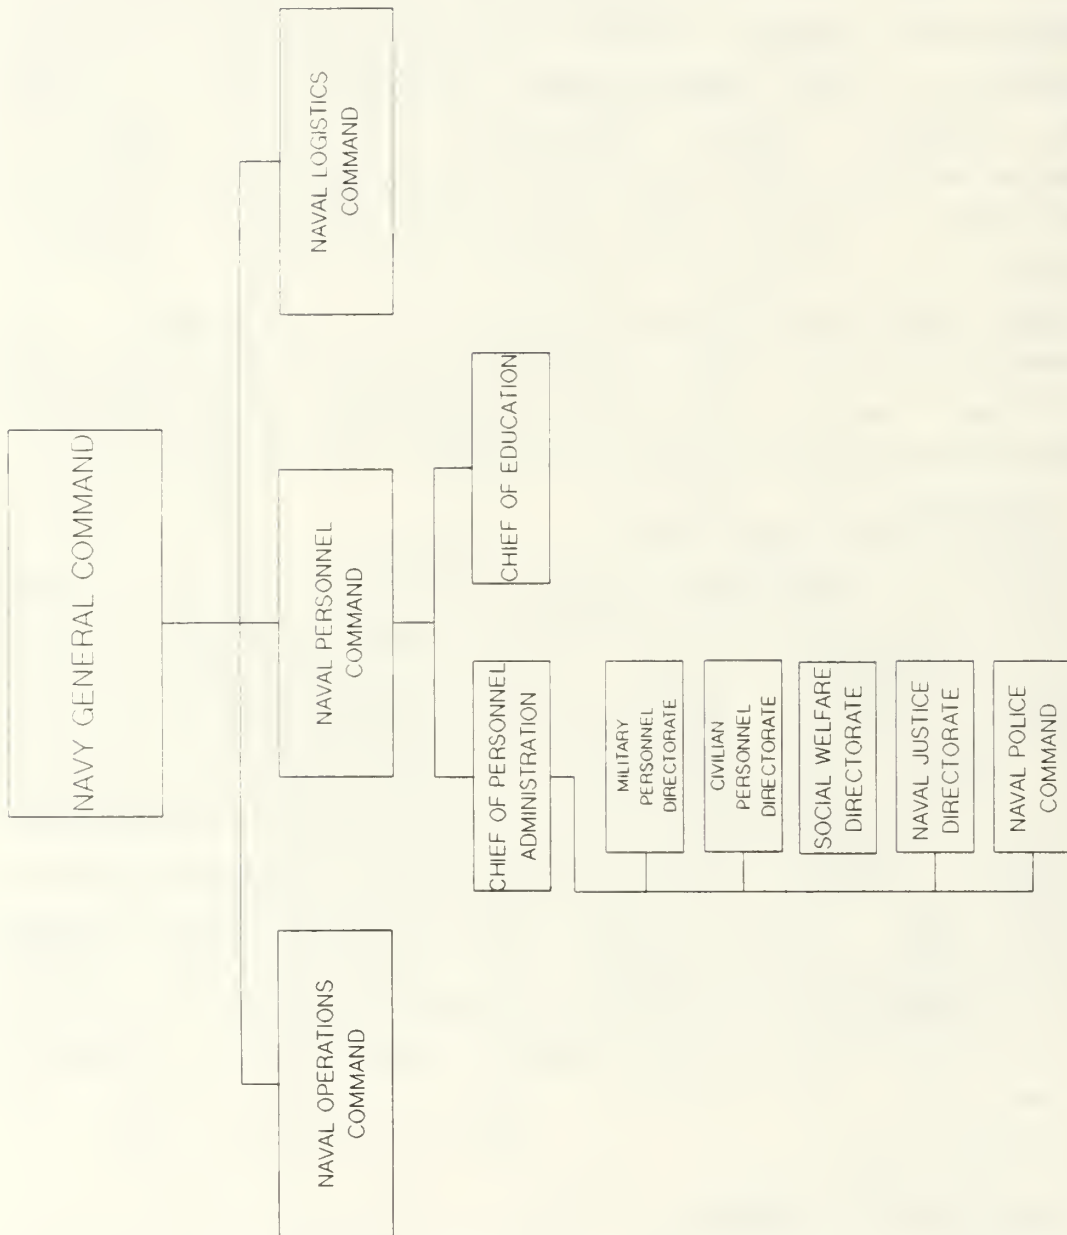 NAVY GENERAL COMMAND
NAVAL OPERATIONS
COMMAND
NAVAL PERSONNEL
COMMAND
NAVAL LOGISTICS
COMMAND
CHIEF OF PERSONNEL
ADMINISTRATION
CHIEF OF EDUCATION
MILITARY
PERSONNEL
DIRECTORATE
CIVILIAN
PERSONNEL
DIRECTORATE
SOCIAL WELFARE
DIRECTORATE
NAVAL JUSTICE
DIRECTORATE
NAVAL POLICE
COMMAND